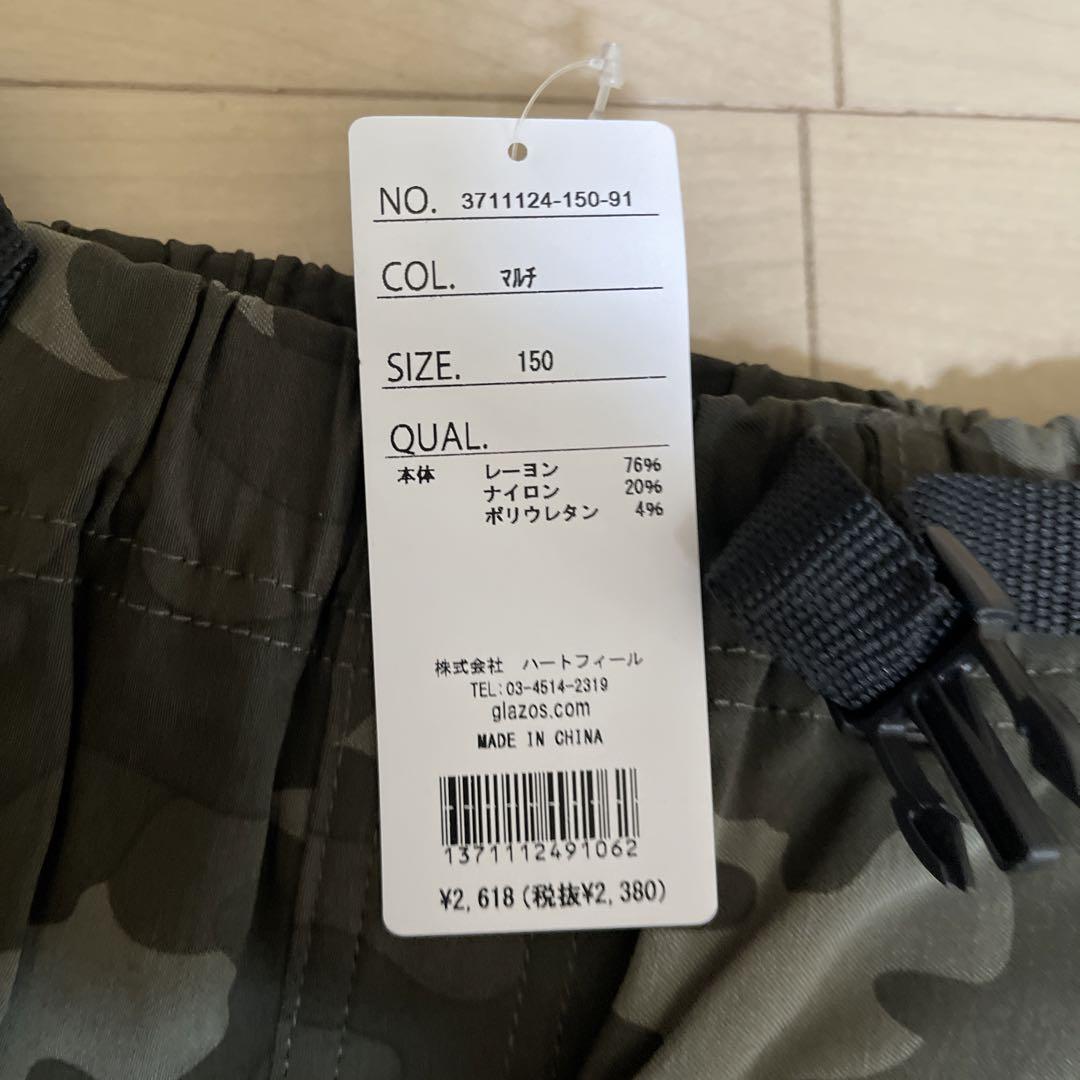 NO. 3711124-150-91
COL. ﾏﾙﾁ
SIZE. 150
QUAL.
本体 レーヨン 76%
ナイロン 20%
ポリウレタン 4%
株式会社 ハートフィール
TEL:03-4514-2319
glazos.com
MADE IN CHINA
1371112491062
¥2,618(税抜¥2,380)